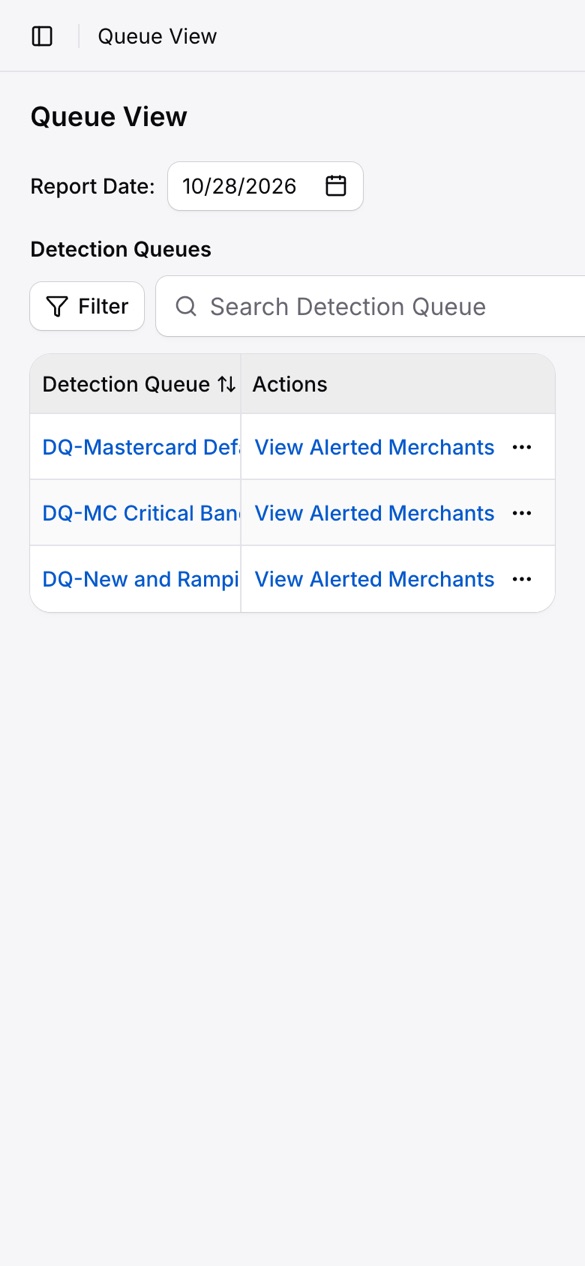 Queue View
Queue View
Report Date: 10/28/2026
Detection Queues
Filter Search Detection Queue
Detection Queue Actions
DQ-Mastercard Def View Alerted Merchants ...
DQ-MC Critical Ban View Alerted Merchants ...
DQ-New and Rampi View Alerted Merchants ...